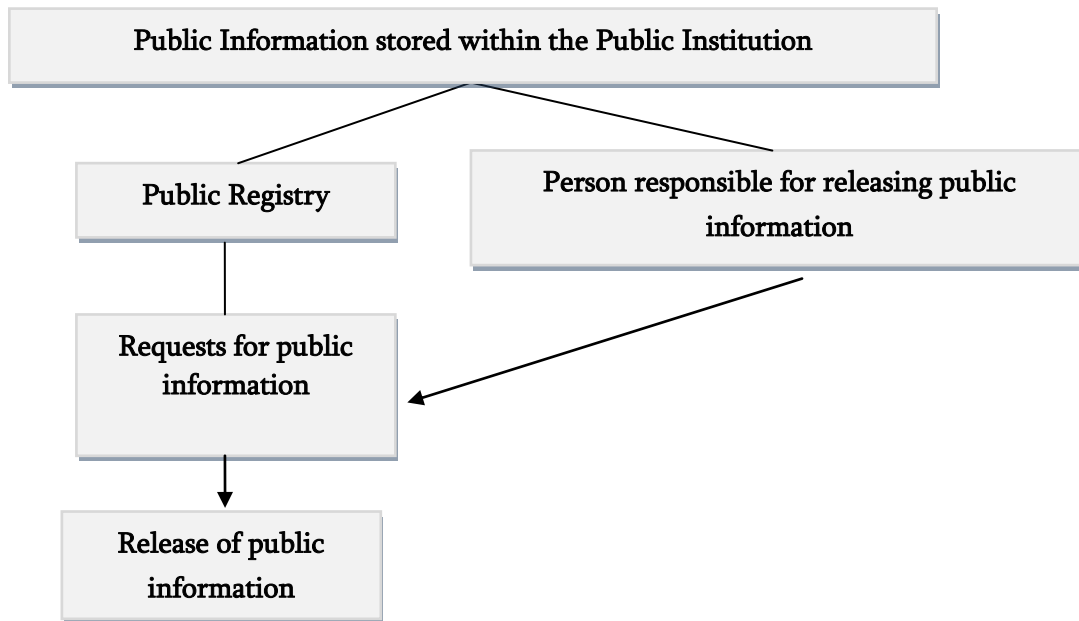 Public Information stored within the Public Institution
Public Registry
Person responsible for releasing public
information
Requests for public
information
Release of public
information